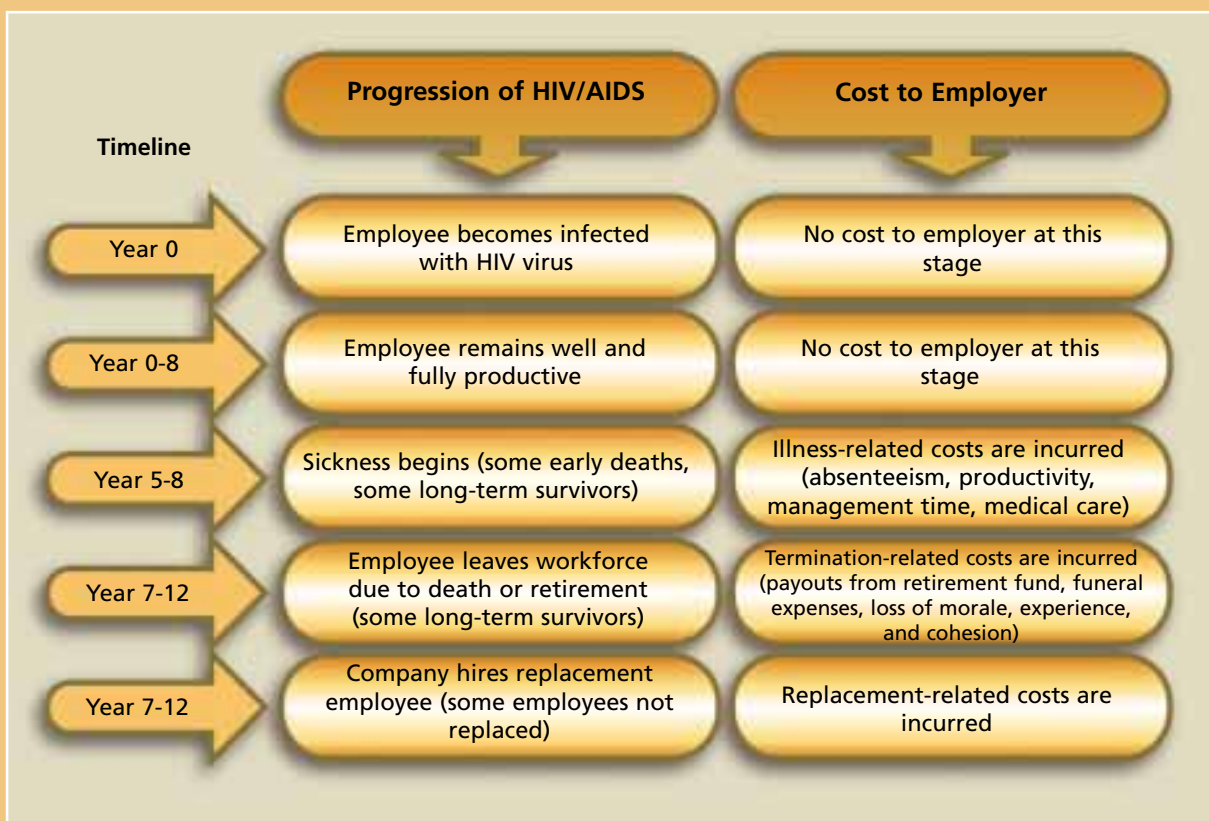 Progression of HIV/AIDS
Cost to Employer
Timeline
Year 0
Employee becomes infected
with HIV virus
No cost to employer at this
stage
Year 0-8
Employee remains well and
fully productive
No cost to employer at this
stage
Year 5-8
Sickness begins (some early deaths,
some long-term survivors)
Illness-related costs are incurred
(absenteeism, productivity,
management time, medical care)
Year 7-12
Employee leaves workforce
due to death or retirement
(some long-term survivors)
Termination-related costs are incurred
(payouts from retirement fund, funeral
expenses, loss of morale, experience,
and cohesion)
Year 7-12
Company hires replacement
employee (some employees not
replaced)
Replacement-related costs are
incurred